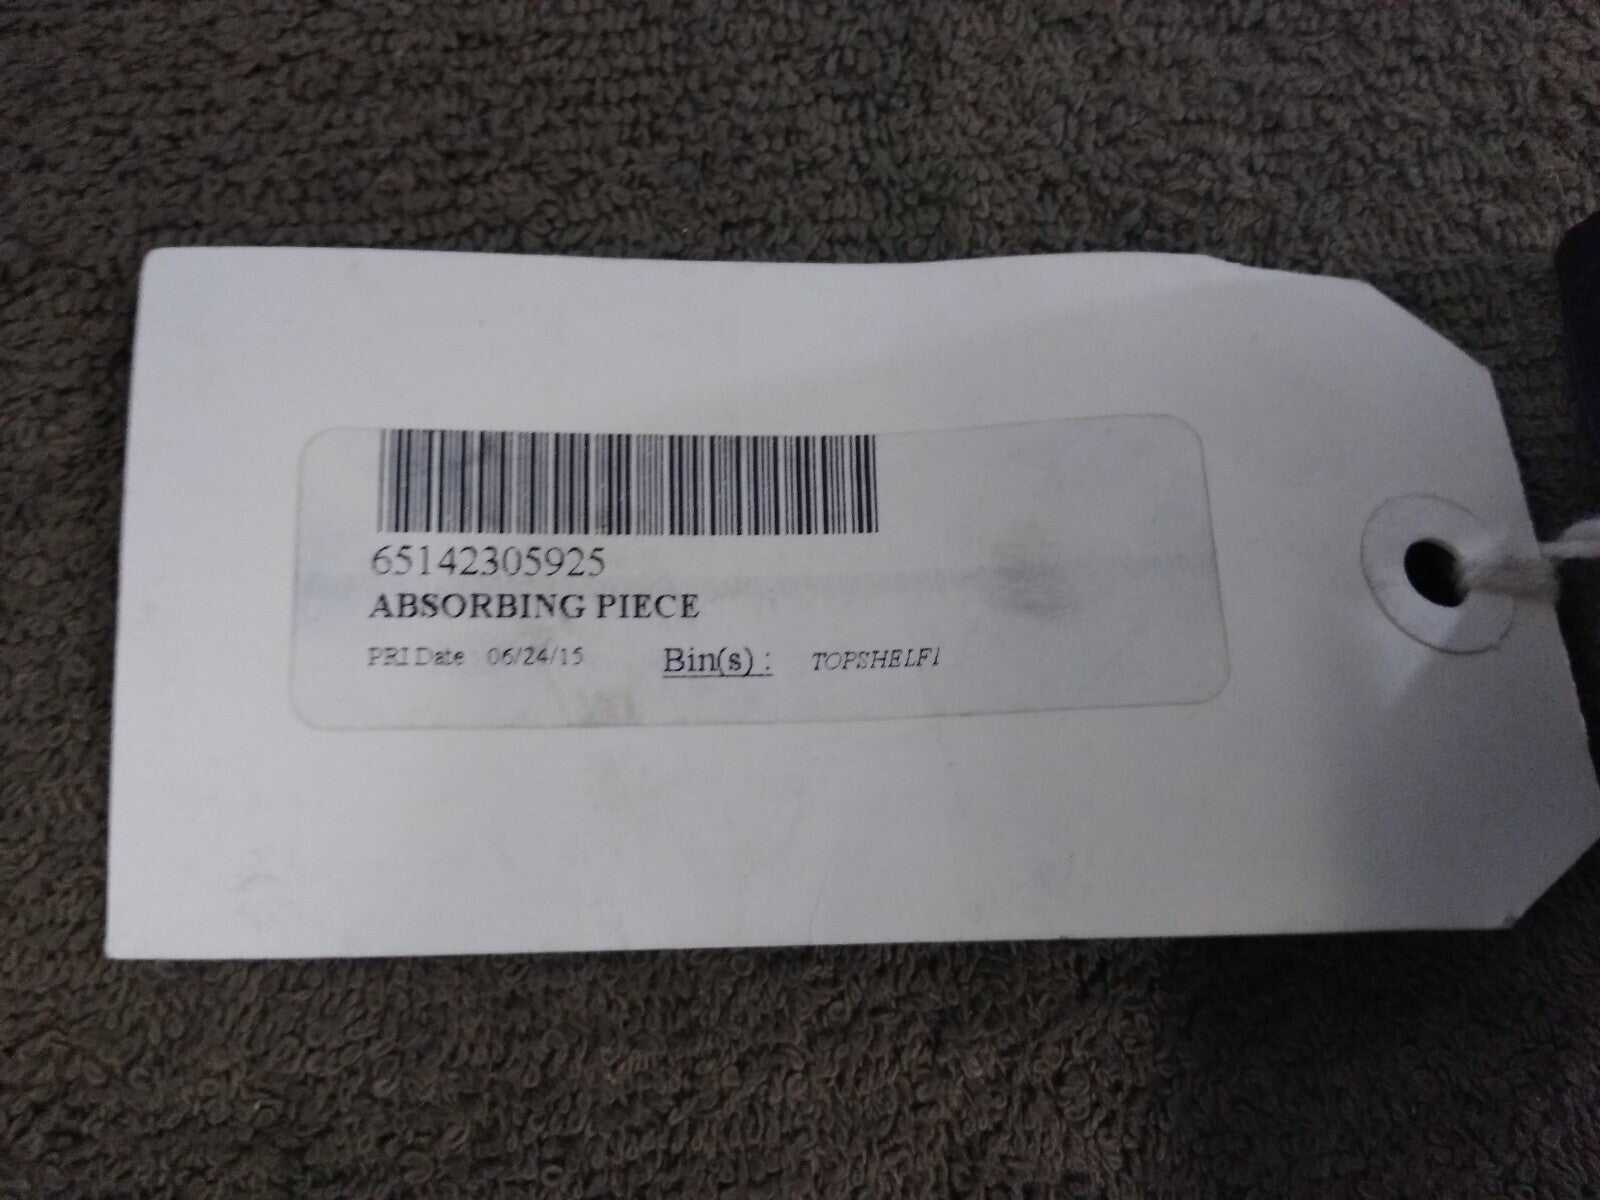 65142305925
ABSORBING PIECE
PRI Date : 06/24/15 Bin(s) : TOPSHELF1